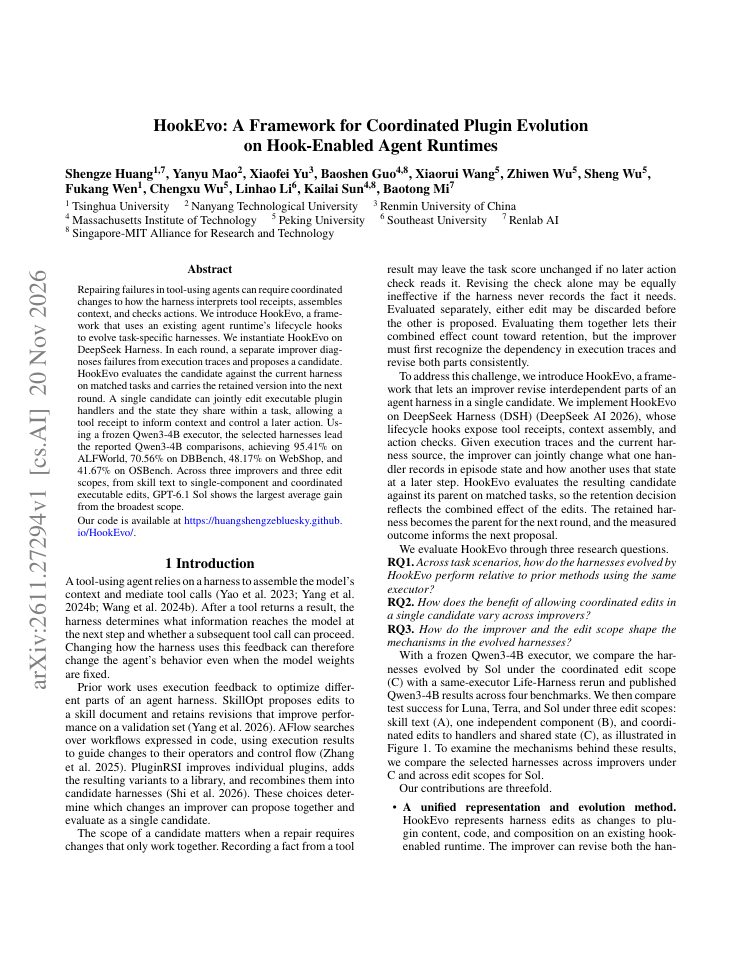 HookEvo: A Framework for Coordinated Plugin Evolution
on Hook-Enabled Agent Runtimes
Shengze Huang1,7, Yanyu Mao2, Xiaofei Yu3, Baoshen Guo4,8, Xiaorui Wang5, Zhiwen Wu5, Sheng Wu5,
Fukang Wen1, Chengxu Wu5, Linhao Li6, Kailai Sun4,8, Baotong Mi7
1 Tsinghua University 2 Nanyang Technological University 3 Renmin University of China
4 Massachusetts Institute of Technology 5 Peking University 6 Southeast University 7 Renlab AI
8 Singapore-MIT Alliance for Research and Technology
arXiv:2611.27294v1 [cs.AI] 20 Nov 2026
Abstract
Repairing failures in tool-using agents can require coordinated
changes to how the harness interprets tool receipts, assembles
context, and checks actions. We introduce HookEvo, a frame-
work that uses an existing agent runtime's lifecycle hooks
to evolve task-specific harnesses. We instantiate HookEvo on
DeepSeek Harness. In each round, a separate improver diag-
noses failures from execution traces and proposes a candidate.
HookEvo evaluates the candidate against the current harness
on matched tasks and carries the retained version into the next
round. A single candidate can jointly edit executable plugin
handlers and the state they share within a task, allowing a
tool receipt to inform context and control a later action. Us-
ing a frozen Qwen3-4B executor, the selected harnesses lead
the reported Qwen3-4B comparisons, achieving 95.41% on
ALFWorld, 70.56% on DBBench, 48.17% on WebShop, and
41.67% on OSBench. Across three improvers and three edit
scopes, from skill text to single-component and coordinated
executable edits, GPT-6.1 Sol shows the largest average gain
from the broadest scope.
Our code is available at https://huangshengzebluesky.github.
io/HookEvo/.
1 Introduction
A tool-using agent relies on a harness to assemble the model's
context and mediate tool calls (Yao et al. 2023; Yang et al.
2024b; Wang et al. 2024b). After a tool returns a result, the
harness determines what information reaches the model at
the next step and whether a subsequent tool call can proceed.
Changing how the harness uses this feedback can therefore
change the agent's behavior even when the model weights
are fixed.
Prior work uses execution feedback to optimize differ-
ent parts of an agent harness. SkillOpt proposes edits to
a skill document and retains revisions that improve perfor-
mance on a validation set (Yang et al. 2026). AFlow searches
over workflows expressed in code, using execution results
to guide changes to their operators and control flow (Zhang
et al. 2025). PluginRSI improves individual plugins, adds
the resulting variants to a library, and recombines them into
candidate harnesses (Shi et al. 2026). These choices deter-
mine which changes an improver can propose together and
evaluate as a single candidate.
The scope of a candidate matters when a repair requires
changes that only work together. Recording a fact from a tool
result may leave the task score unchanged if no later action
check reads it. Revising the check alone may be equally
ineffective if the harness never records the fact it needs.
Evaluated separately, either edit may be discarded before
the other is proposed. Evaluating them together lets their
combined effect count toward retention, but the improver
must first recognize the dependency in execution traces and
revise both parts consistently.
To address this challenge, we introduce HookEvo, a frame-
work that lets an improver revise interdependent parts of an
agent harness in a single candidate. We implement HookEvo
on DeepSeek Harness (DSH) (DeepSeek AI 2026), whose
lifecycle hooks expose tool receipts, context assembly, and
action checks. Given execution traces and the current har-
ness source, the improver can jointly change what one han-
dler records in episode state and how another uses that state
at a later step. HookEvo evaluates the resulting candidate
against its parent on matched tasks, so the retention decision
reflects the combined effect of the edits. The retained har-
ness becomes the parent for the next round, and the measured
outcome informs the next proposal.
We evaluate HookEvo through three research questions.
RQ1. Across task scenarios, how do the harnesses evolved by
HookEvo perform relative to prior methods using the same
executor?
RQ2. How does the benefit of allowing coordinated edits in
a single candidate vary across improvers?
RQ3. How do the improver and the edit scope shape the
mechanisms in the evolved harnesses?
With a frozen Qwen3-4B executor, we compare the har-
nesses evolved by Sol under the coordinated edit scope
(C) with a same-executor Life-Harness rerun and published
Qwen3-4B results across four benchmarks. We then compare
test success for Luna, Terra, and Sol under three edit scopes:
skill text (A), one independent component (B), and coordi-
nated edits to handlers and shared state (C), as illustrated in
Figure 1. To examine the mechanisms behind these results,
we compare the selected harnesses across improvers under
C and across edit scopes for Sol.
Our contributions are threefold.
• A unified representation and evolution method.
HookEvo represents harness edits as changes to plu-
gin content, code, and composition on an existing hook-
enabled runtime. The improver can revise both the han-